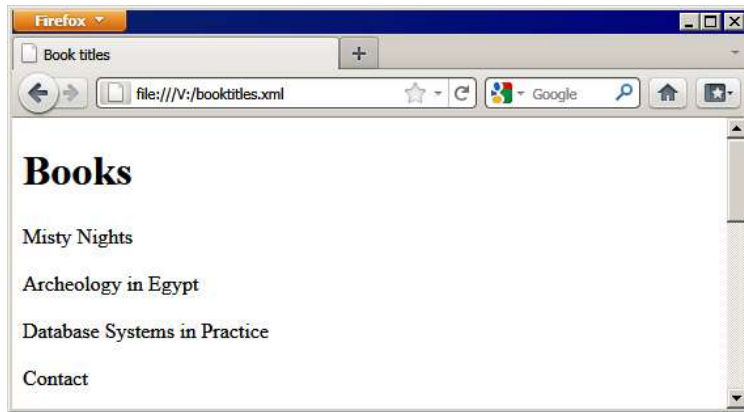 Firefox
Book titles
file:///V:/booktitles.xml
Google
Books
Misty Nights
Archeology in Egypt
Database Systems in Practice
Contact